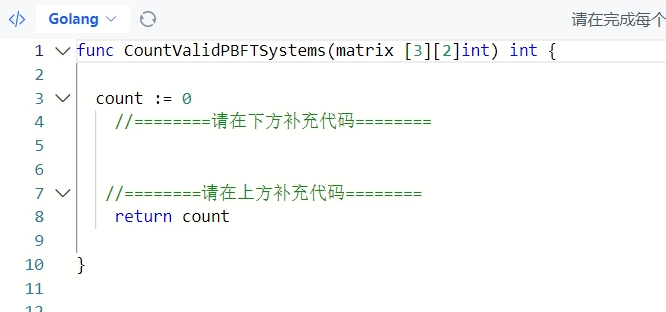 </> Golang 请在完成每个
1 func CountValidPBFTSystems(matrix [3][2]int) int {
2
3 count := 0
4 //========请在下方补充代码========
5
6
7 //========请在上方补充代码========
8 return count
9
10 }
11
12